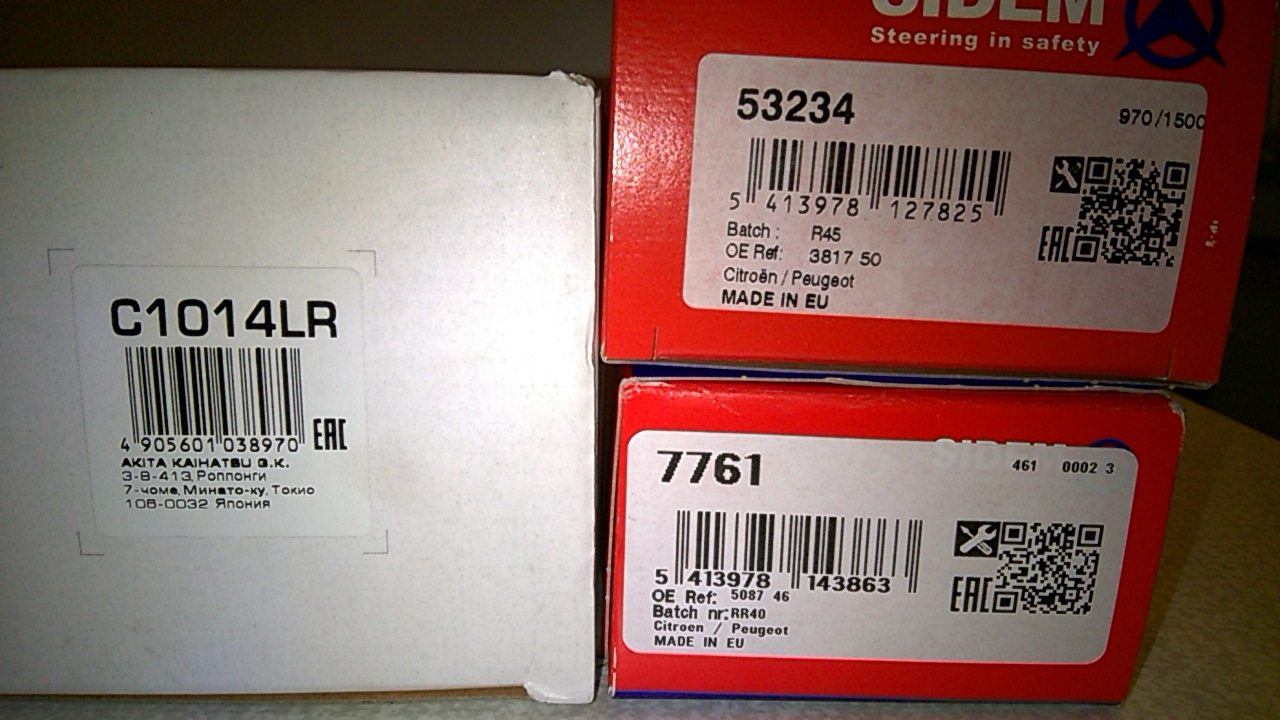 C1014LR
4 905601 038970
EAC
AKITA KAIHATSU G.K.
3-8-413, Роппонги
7-чоме, Минато-ку, Токио
106-0032 Япония
SIDEM
Steering in safety
53234
970/1500
5 413978 127825
Batch : R45
OE Ref: 3817 50
EAC
Citroën / Peugeot
MADE IN EU
SIDEM
7761
461 0002 3
5 413978 143863
OE Ref: 5087 46
EAC
Batch nr: RR40
Citroen / Peugeot
MADE IN EU